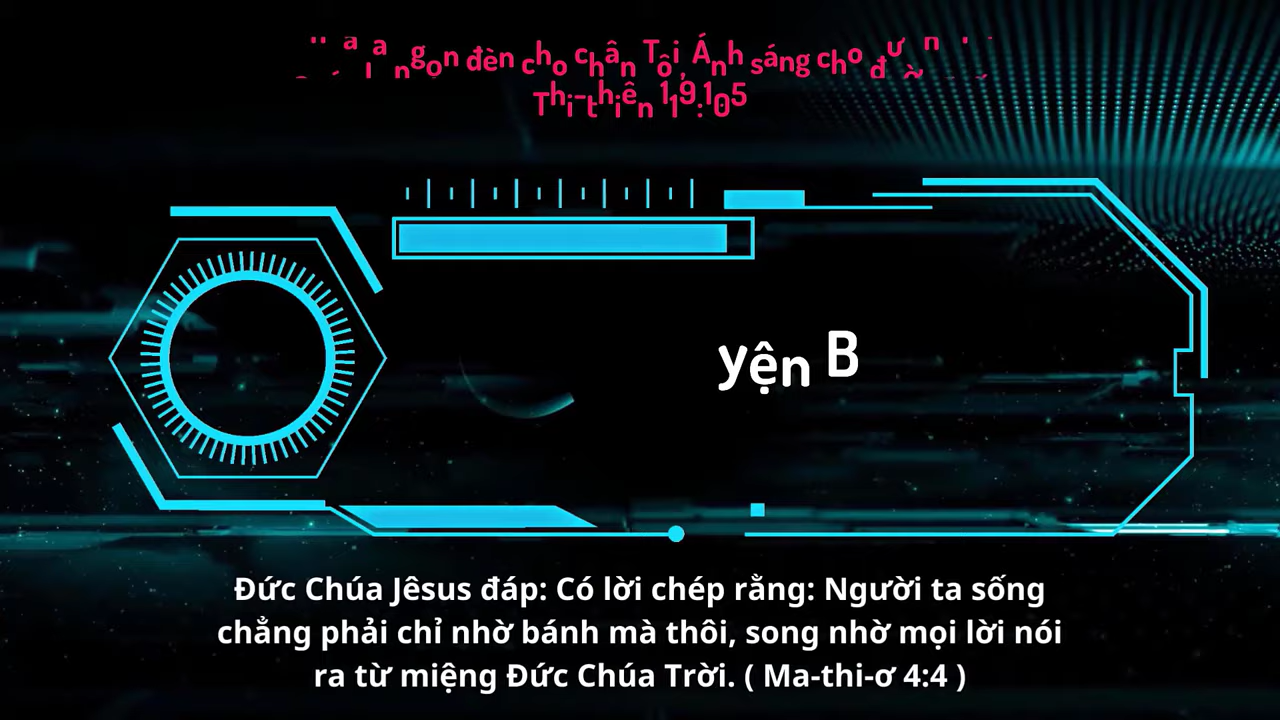 ngọn đèn cho chân Tôi, Ánh sáng cho
Thi-thiên 119:105
yện B
Đức Chúa Jêsus đáp: Có lời chép rằng: Người ta sống
chẳng phải chỉ nhờ bánh mà thôi, song nhờ mọi lời nói
ra từ miệng Đức Chúa Trời. ( Ma-thi-ơ 4:4 )